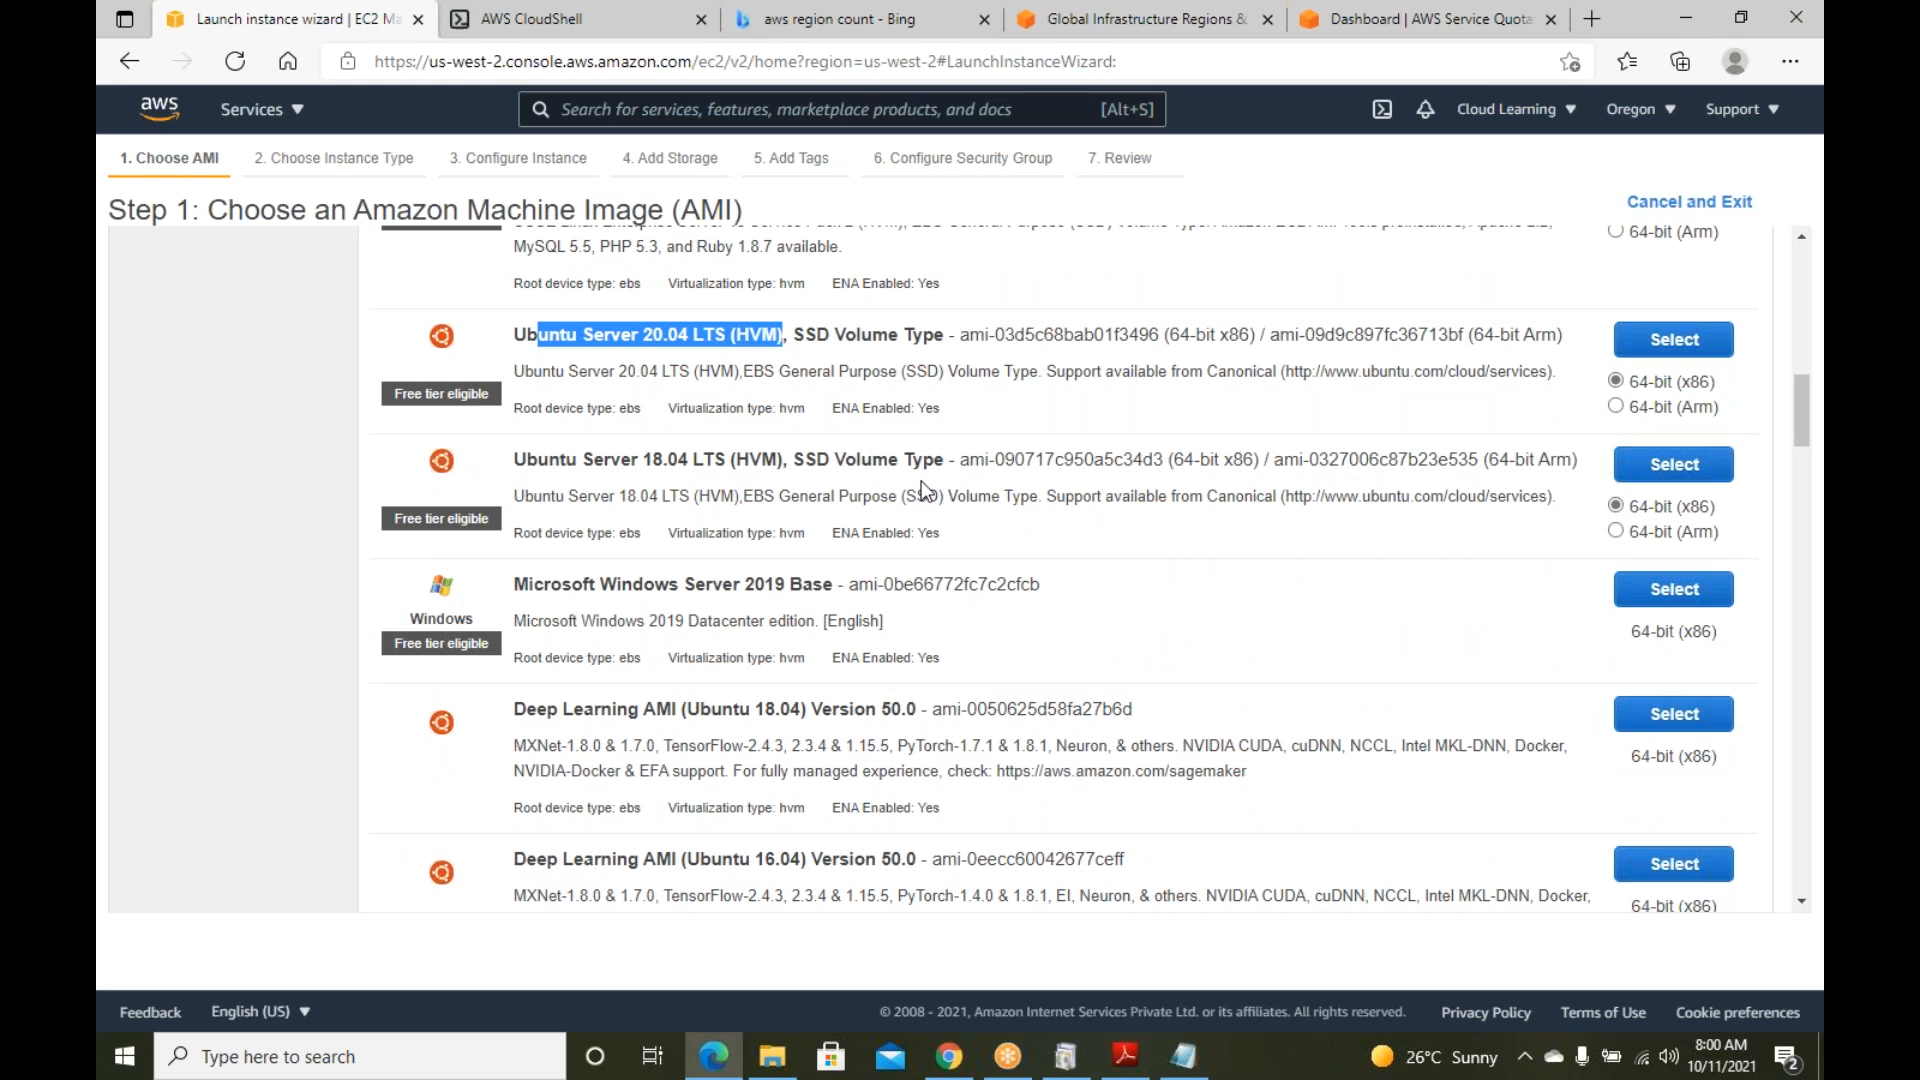 Launch instance wizard | EC2 Ma
AWS CloudShell
aws region count - Bing
Global Infrastructure Regions &
Dashboard | AWS Service Quota
https://us-west-2.console.aws.amazon.com/ec2/v2/home?region=us-west-2#LaunchInstanceWizard:
aws
Services
Search for services, features, marketplace products, and docs
[Alt+S]
Cloud Learning
Oregon
Support
1. Choose AMI
2. Choose Instance Type
3. Configure Instance
4. Add Storage
5. Add Tags
6. Configure Security Group
7. Review
Step 1: Choose an Amazon Machine Image (AMI)
Cancel and Exit
64-bit (Arm)
MySQL 5.5, PHP 5.3, and Ruby 1.8.7 available.
Root device type: ebs Virtualization type: hvm ENA Enabled: Yes
Ubuntu Server 20.04 LTS (HVM), SSD Volume Type - ami-03d5c68bab01f3496 (64-bit x86) / ami-09d9c897fc36713bf (64-bit Arm)
Select
Ubuntu Server 20.04 LTS (HVM),EBS General Purpose (SSD) Volume Type. Support available from Canonical (http://www.ubuntu.com/cloud/services).
64-bit (x86)
Free tier eligible
Root device type: ebs Virtualization type: hvm ENA Enabled: Yes
64-bit (Arm)
Ubuntu Server 18.04 LTS (HVM), SSD Volume Type - ami-090717c950a5c34d3 (64-bit x86) / ami-0327006c87b23e535 (64-bit Arm)
Select
Ubuntu Server 18.04 LTS (HVM),EBS General Purpose (SSD) Volume Type. Support available from Canonical (http://www.ubuntu.com/cloud/services).
64-bit (x86)
Free tier eligible
Root device type: ebs Virtualization type: hvm ENA Enabled: Yes
64-bit (Arm)
Microsoft Windows Server 2019 Base - ami-0be66772fc7c2cfcb
Select
Windows
Microsoft Windows 2019 Datacenter edition. [English]
64-bit (x86)
Free tier eligible
Root device type: ebs Virtualization type: hvm ENA Enabled: Yes
Deep Learning AMI (Ubuntu 18.04) Version 50.0 - ami-0050625d58fa27b6d
Select
MXNet-1.8.0 & 1.7.0, TensorFlow-2.4.3, 2.3.4 & 1.15.5, PyTorch-1.7.1 & 1.8.1, Neuron, & others. NVIDIA CUDA, cuDNN, NCCL, Intel MKL-DNN, Docker,
64-bit (x86)
NVIDIA-Docker & EFA support. For fully managed experience, check: https://aws.amazon.com/sagemaker
Root device type: ebs Virtualization type: hvm ENA Enabled: Yes
Deep Learning AMI (Ubuntu 16.04) Version 50.0 - ami-0eecc60042677ceff
Select
MXNet-1.8.0 & 1.7.0, TensorFlow-2.4.3, 2.3.4 & 1.15.5, PyTorch-1.4.0 & 1.8.1, EI, Neuron, & others. NVIDIA CUDA, cuDNN, NCCL, Intel MKL-DNN, Docker,
64-bit (x86)
Feedback
English (US)
© 2008 - 2021, Amazon Internet Services Private Ltd. or its affiliates. All rights reserved.
Privacy Policy
Terms of Use
Cookie preferences
Type here to search
26°C Sunny
8:00 AM
10/11/2021
2